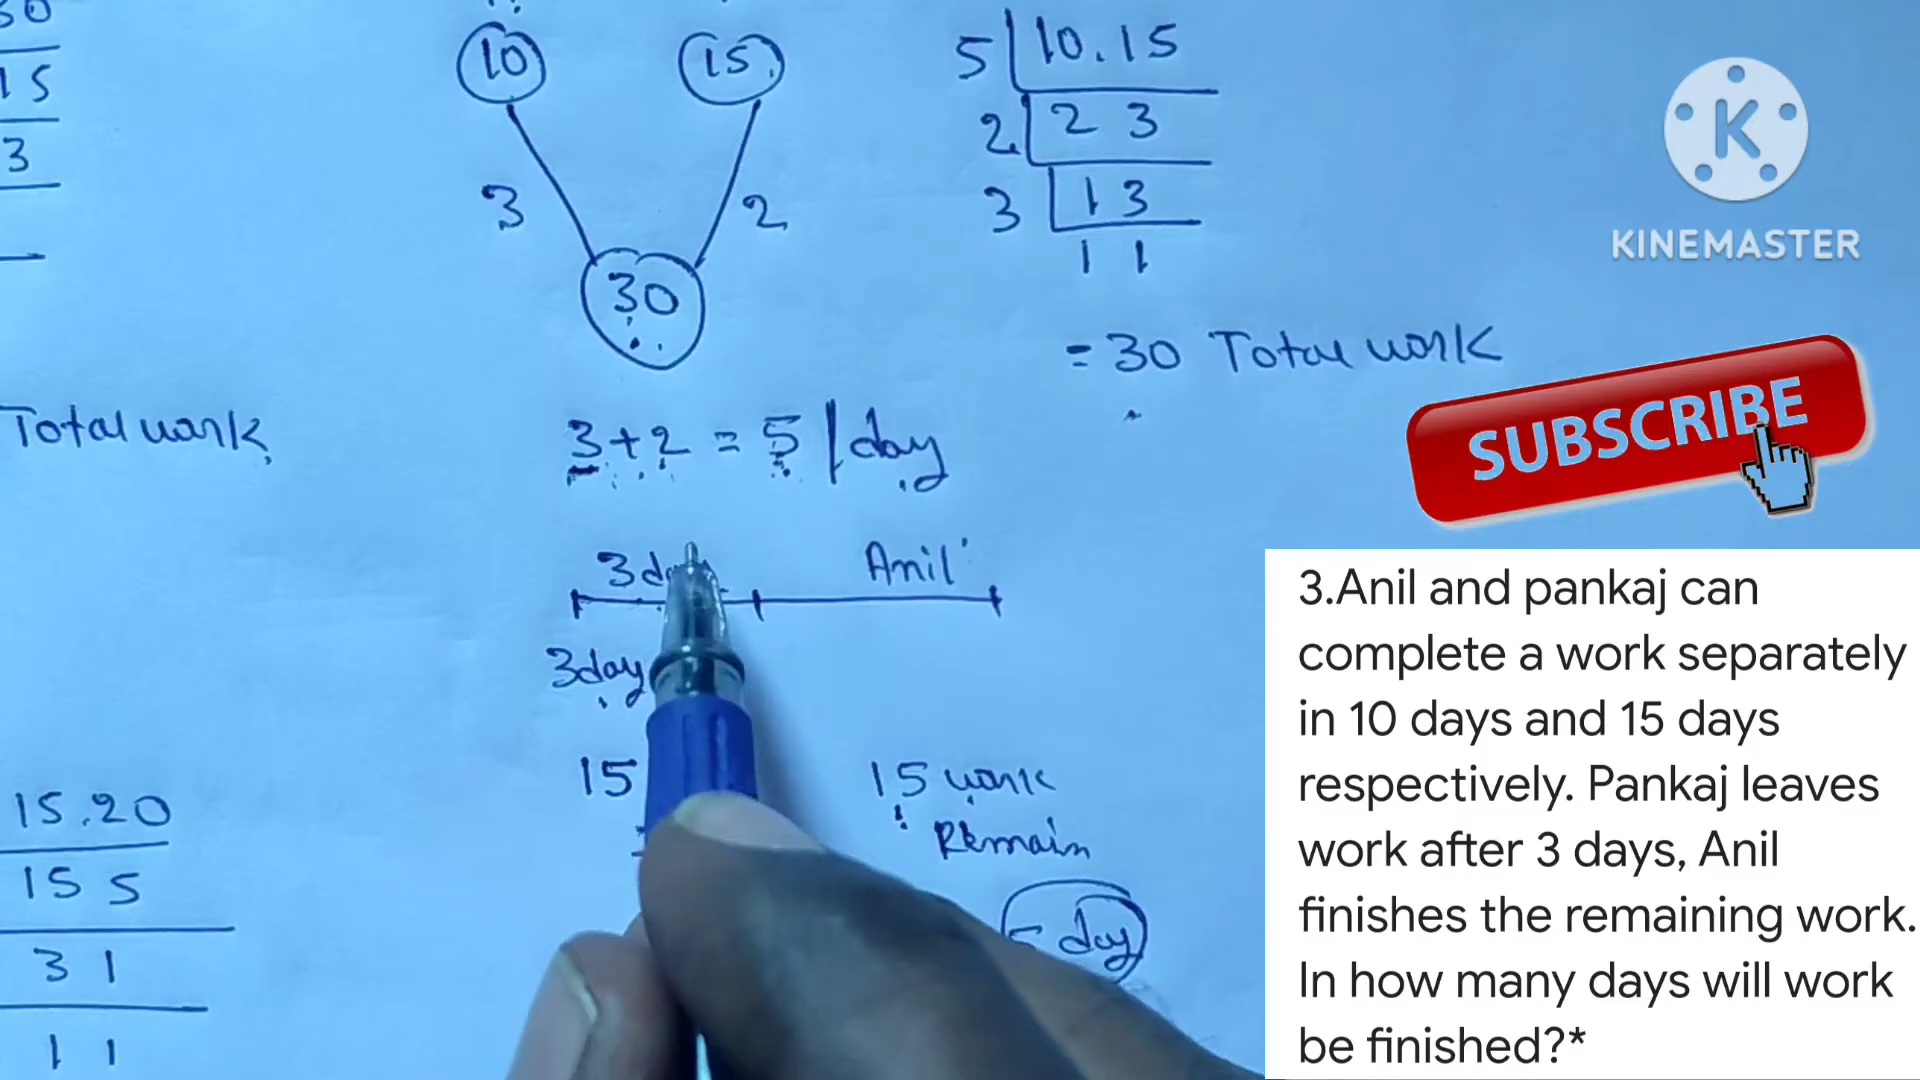 30
15
3
Total work
15.20
15 5
3 1
1 1
10 15
3 2
30
3+2 = 5 / day
3d Anil
3day
15 15 work
Remain
day
5 10.15
2 2 3
3 1 3
1 1
= 30 Total work
KINEMASTER
SUBSCRIBE
3.Anil and pankaj can
complete a work separately
in 10 days and 15 days
respectively. Pankaj leaves
work after 3 days, Anil
finishes the remaining work.
In how many days will work
be finished?*